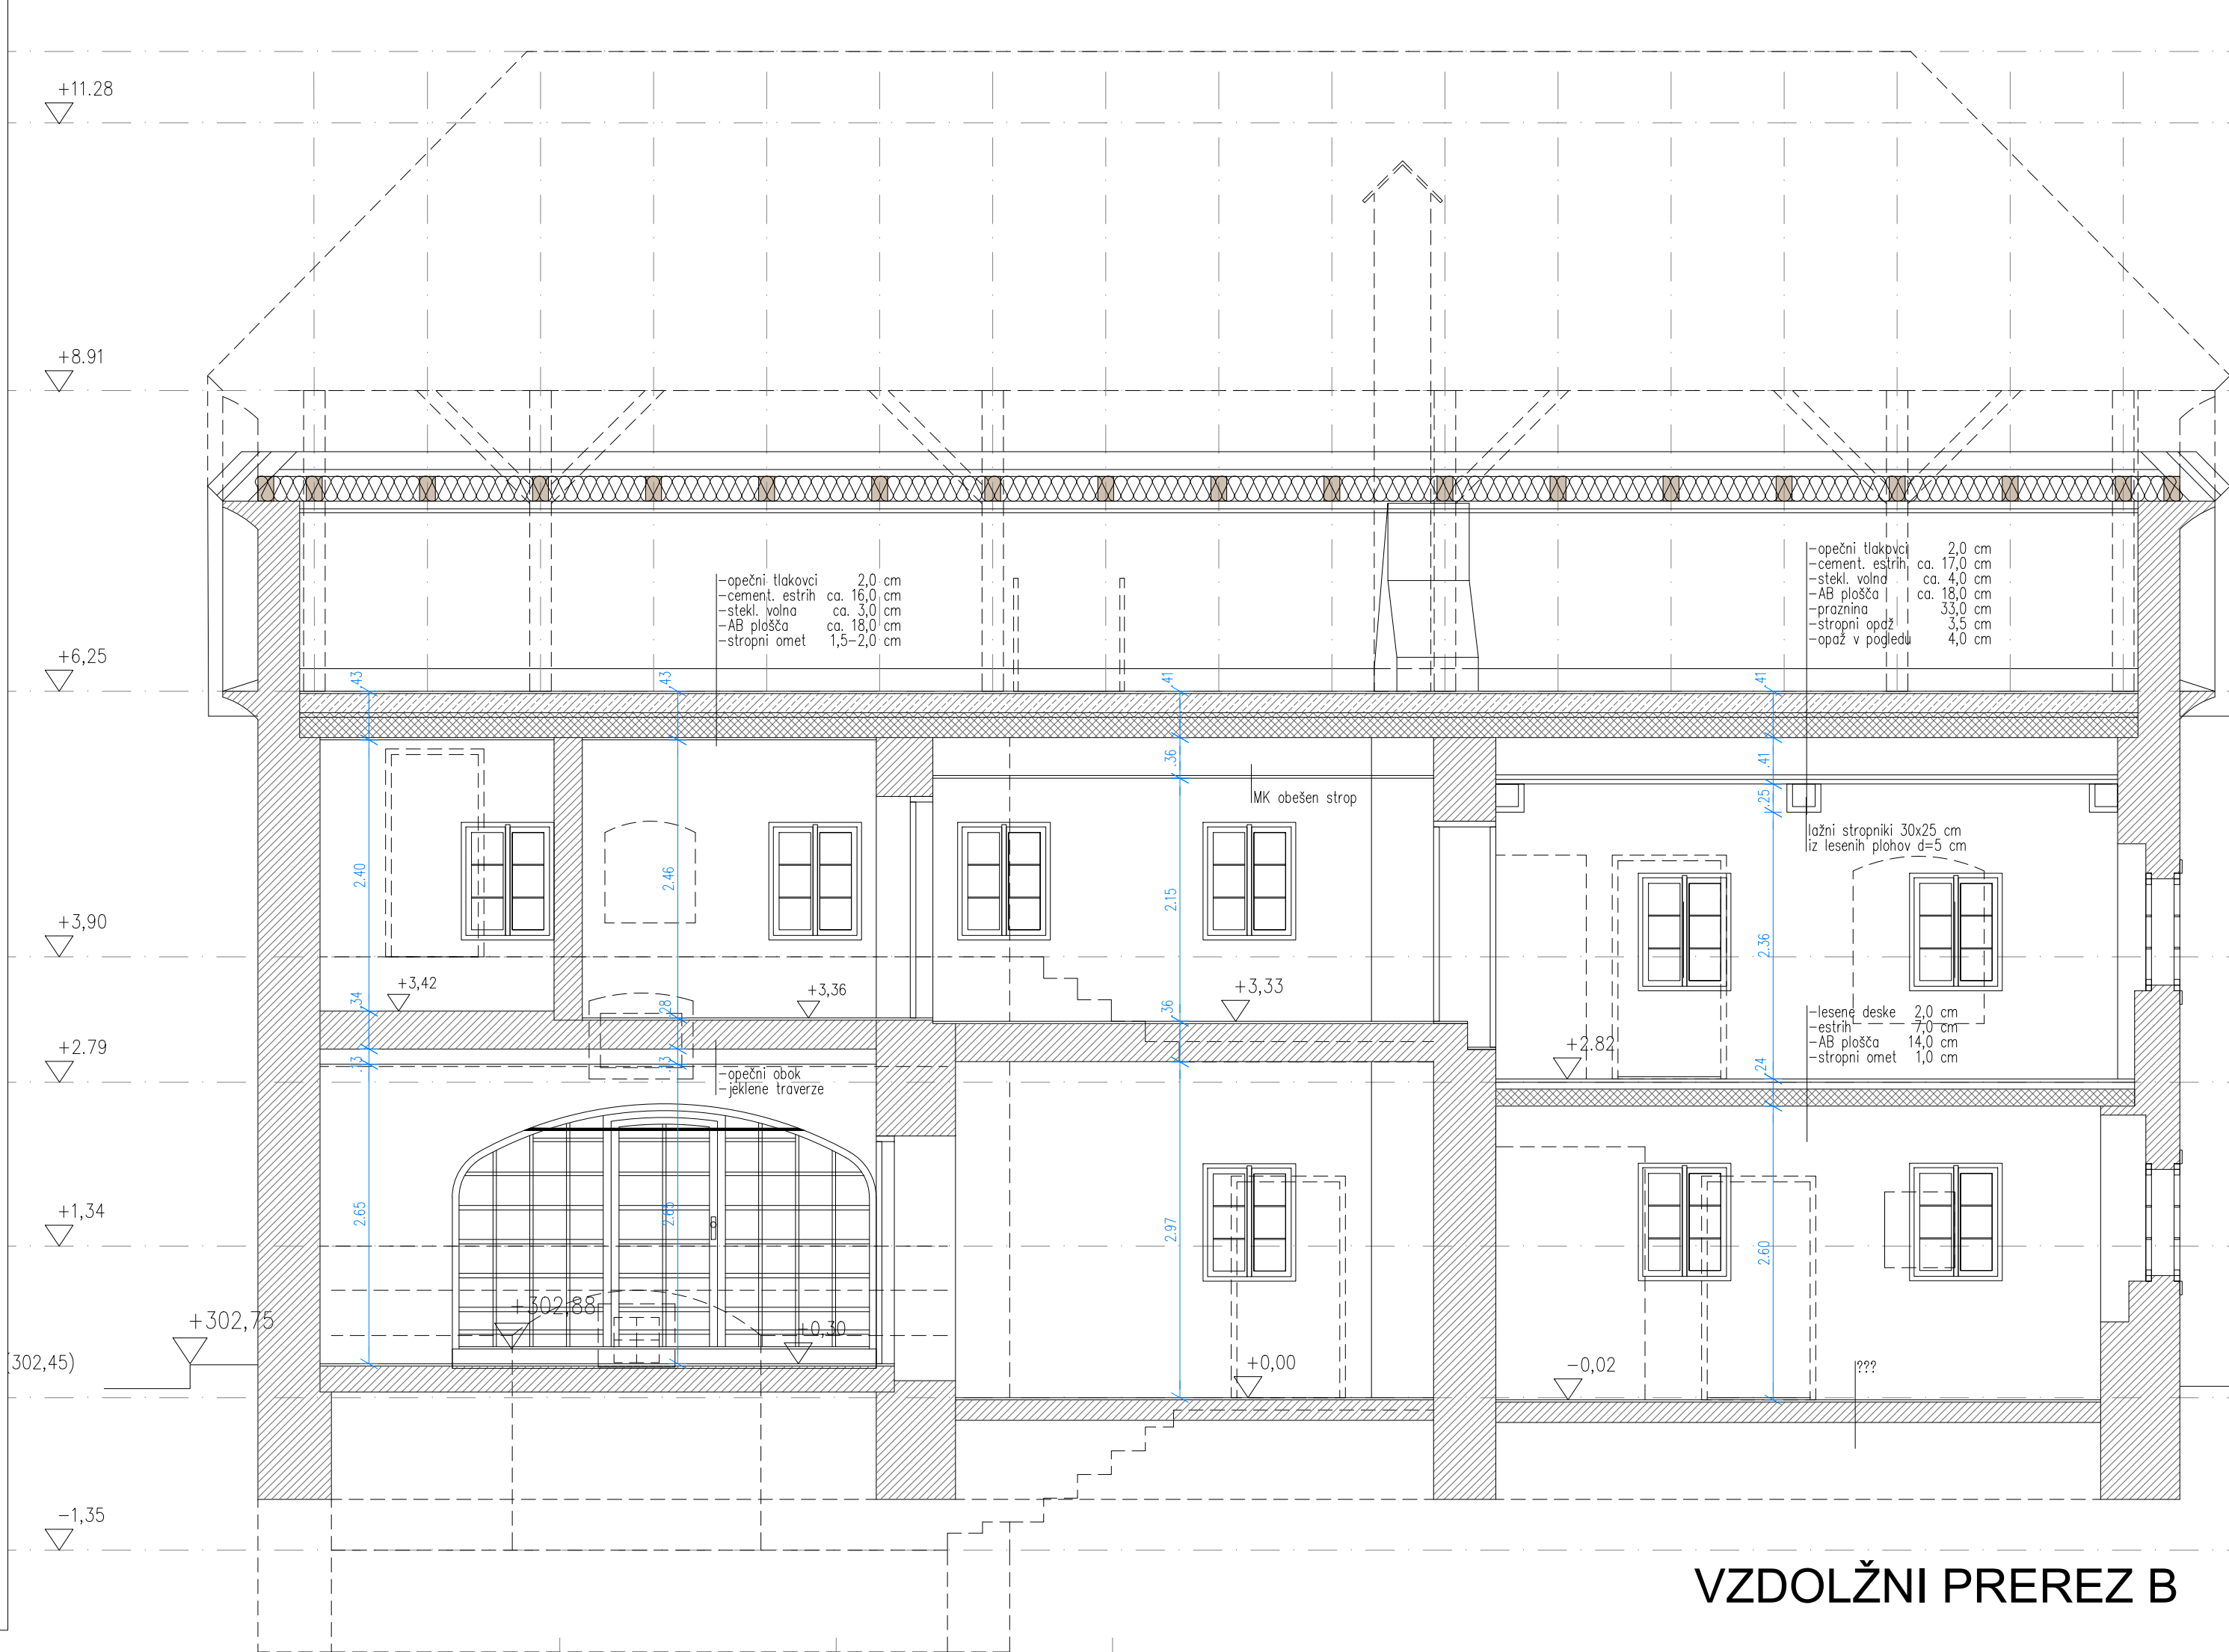 +11.28
+8.91
-opečni tlakovci 2,0 cm
-cement. estrih ca. 17,0 cm
-stekl. volna ca. 4,0 cm
-AB plošča ca. 18,0 cm
-praznina 33,0 cm
-stropni opaž 3,5 cm
-opaž v pogledu 4,0 cm
-opečni tlakovci 2,0 cm
-cement. estrih ca. 16,0 cm
-stekl. volna ca. 3,0 cm
-AB plošča ca. 18,0 cm
-stropni omet 1,5-2,0 cm
+6,25
.43
.43
.41
.41
.36
.41
MK obešen strop
.25
lažni stropniki 30x25 cm
iz lesenih plohov d=5 cm
2.40
2.46
2.15
2.36
+3,90
+3,42
+3,36
+3,33
.34
.28
.36
-lesene deske 2,0 cm
-estrih 7,0 cm
-AB plošča 14,0 cm
-stropni omet 1,0 cm
+2.79
+2.82
.13
.13
.24
-opečni obok
-jeklene traverze
+1,34
2.65
2.65
2.97
2.60
+302,75
+302,88
+0,30
(302,45)
+0,00
-0,02
???
-1,35
VZDOLŽNI PREREZ B